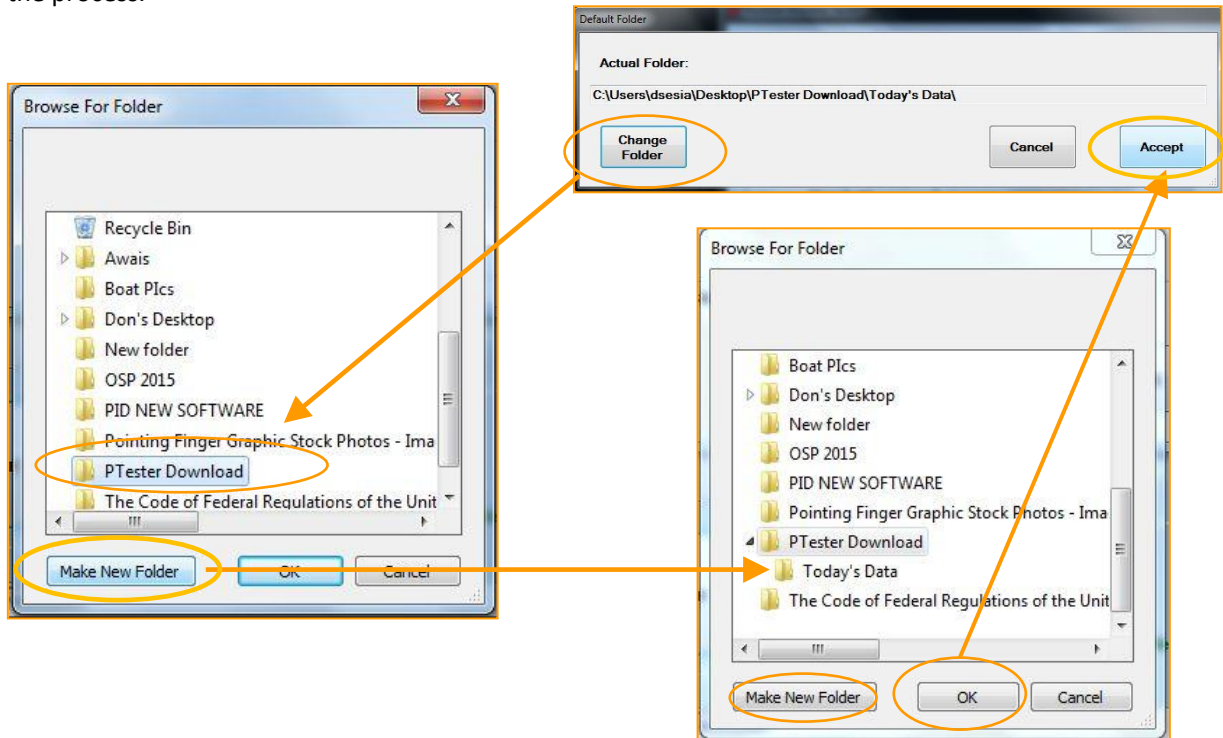 the process.
Default Folder
Actual Folder:
C:\Users\dsesia\Desktop\PTester Download\Today's Data\
Change
Folder
Cancel
Accept
Browse For Folder
Recycle Bin
Awais
Boat PIcs
Don's Desktop
New folder
OSP 2015
PID NEW SOFTWARE
Pointing Finger Graphic Stock Photos - Ima
PTester Download
The Code of Federal Regulations of the Unit
Make New Folder
OK
Cancel
Browse For Folder
Boat PIcs
Don's Desktop
New folder
OSP 2015
PID NEW SOFTWARE
Pointing Finger Graphic Stock Photos - Ima
PTester Download
Today's Data
The Code of Federal Regulations of the Unit
Make New Folder
OK
Cancel